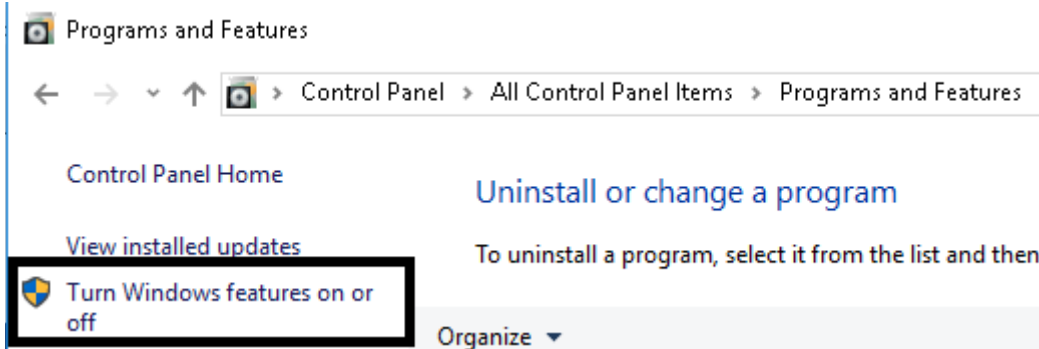 Programs and Features
Control Panel > All Control Panel Items > Programs and Features
Control Panel Home
Uninstall or change a program
View installed updates
To uninstall a program, select it from the list and then
Turn Windows features on or
off
Organize